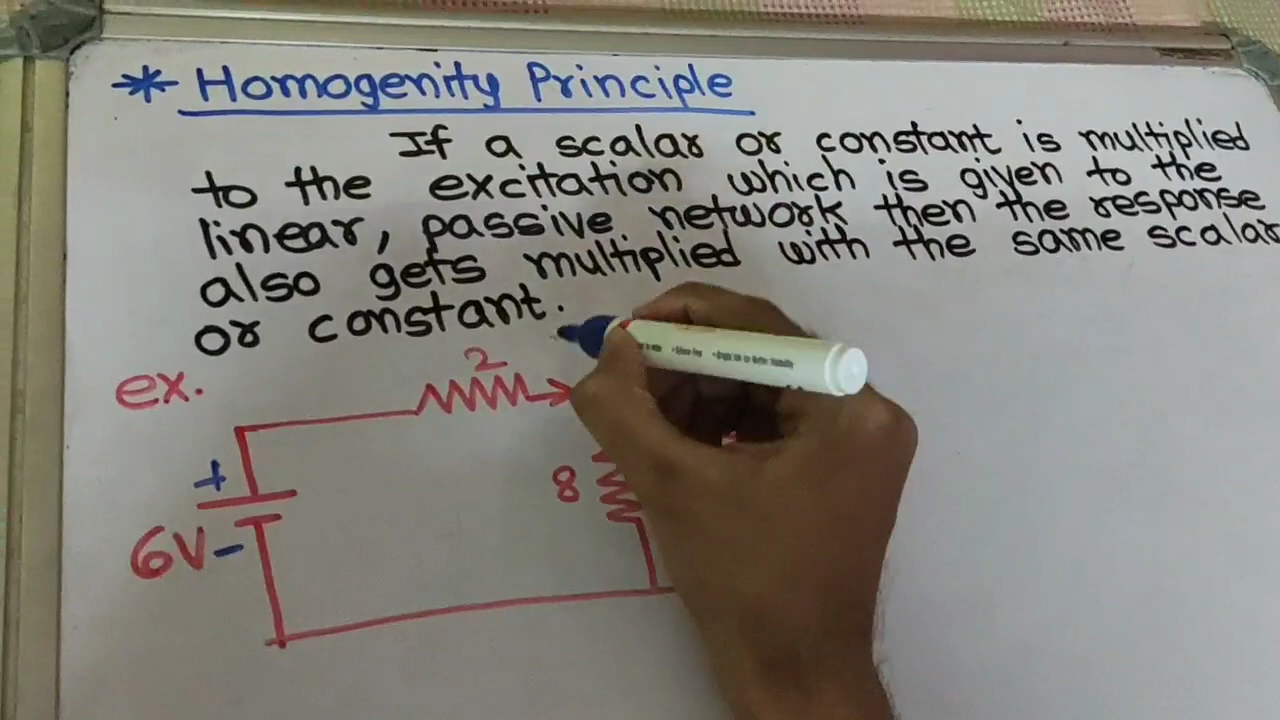 * Homogenity Principle
If a scalar or constant is multiplied
to the excitation which is given to the
linear, passive network then the response
also gets multiplied with the same scalar
or constant.
ex.
2
+
8
6V-